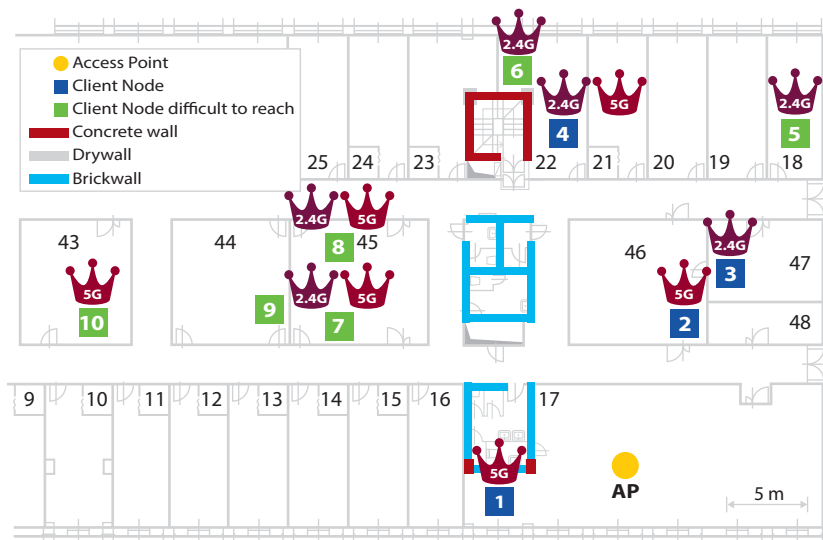 2.4G
6
Access Point
Client Node
Client Node difficult to reach
Concrete wall
Drywall
Brickwall
2.4G
5G
2.4G
4
5
25
24
23
22
21
20
19
18
2.4G
5G
2.4G
43
44
8
45
46
3
47
5G
2.4G
5G
5G
10
9
7
2
48
9
10
11
12
13
14
15
16
17
5G
1
AP
5 m